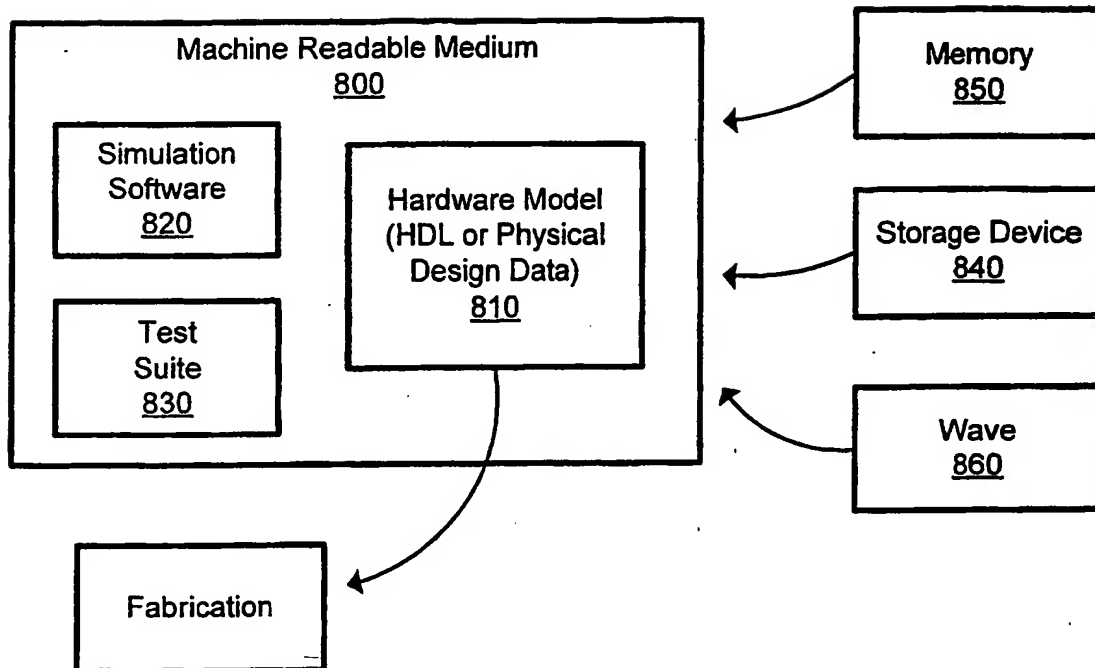 Machine Readable Medium
800
Simulation
Software
820
Test
Suite
830
Hardware Model
(HDL or Physical
Design Data)
810
Memory
850
Storage Device
840
Wave
860
Fabrication